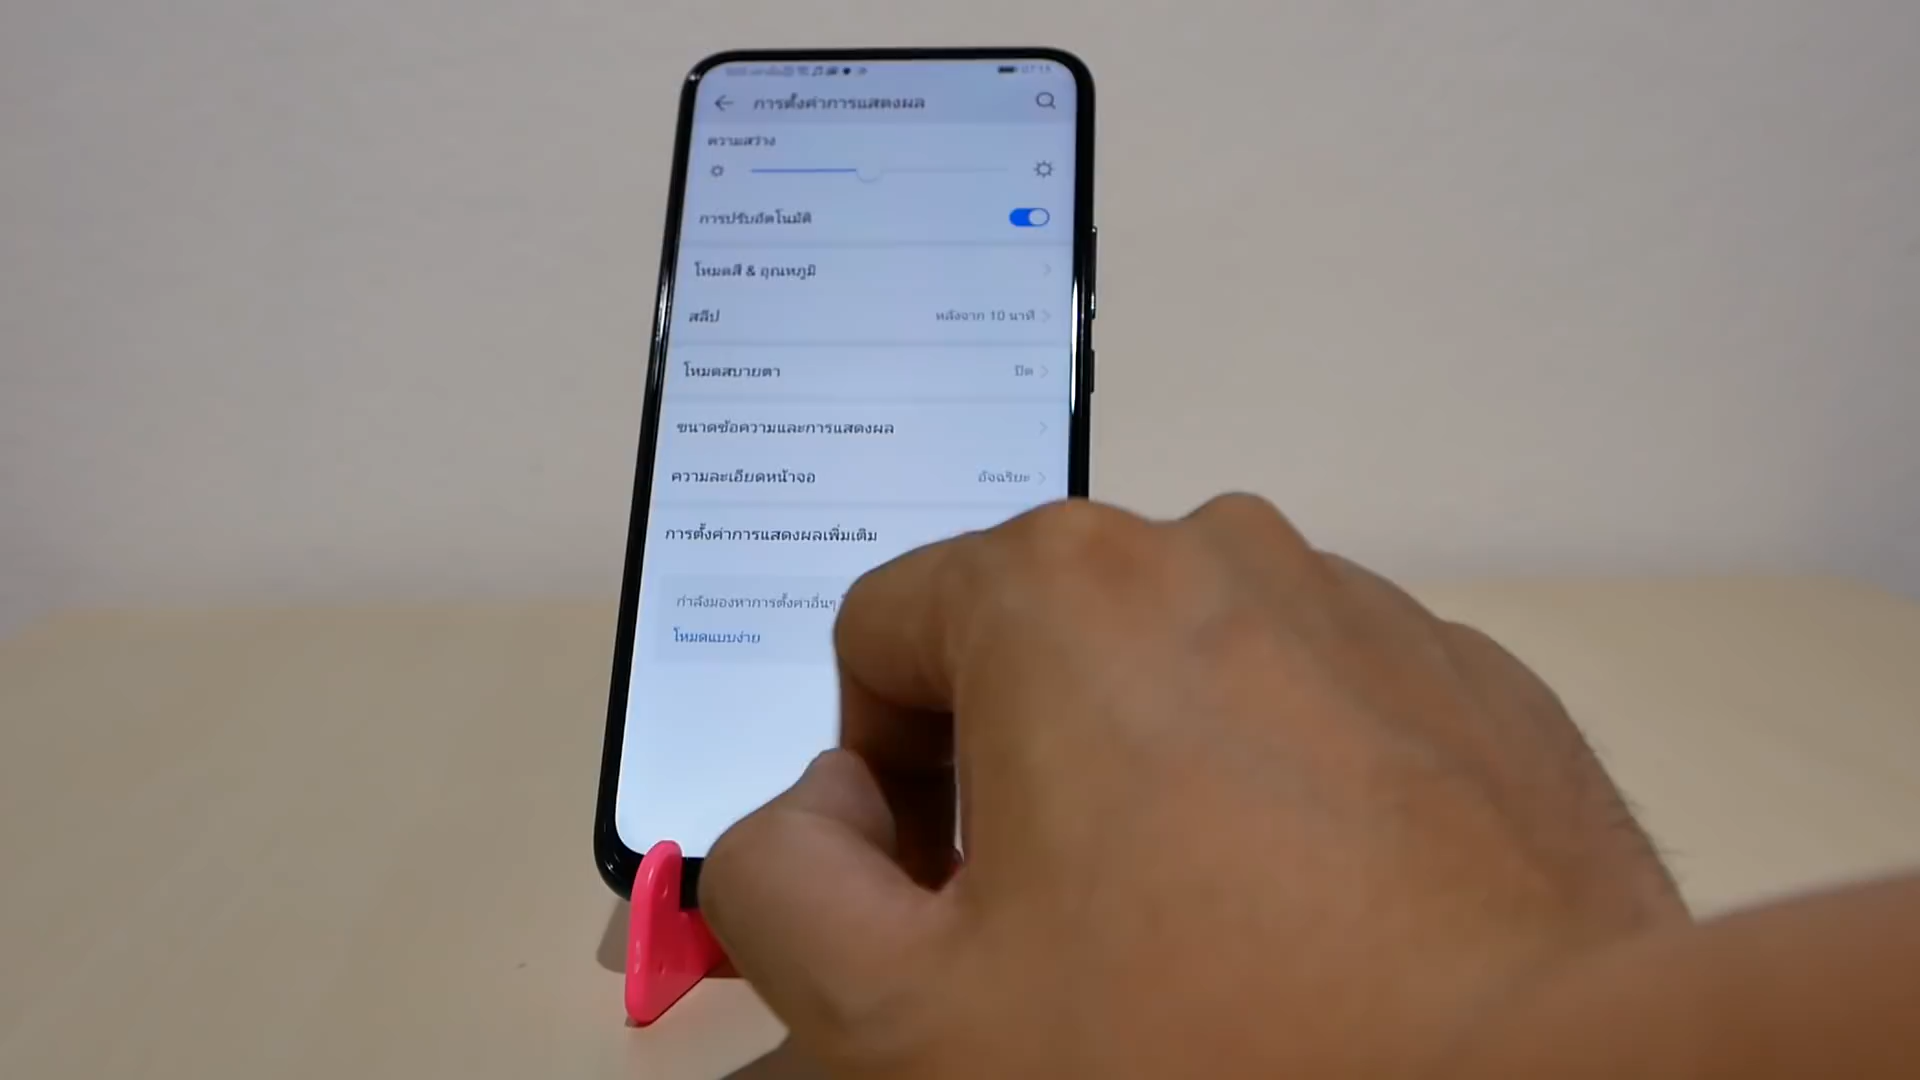 การตั้งค่าการแสดงผล
ความสว่าง
การปรับอัตโนมัติ
โหมดสี & อุณหภูมิ
สลีป หลังจาก 10 นาที
โหมดสบายตา ปิด
ขนาดข้อความและการแสดงผล
ความละเอียดหน้าจอ อัจฉริยะ
การตั้งค่าการแสดงผลเพิ่มเติม
กำลังมองหาการตั้งค่าอื่นๆ
โหมดแบบง่าย